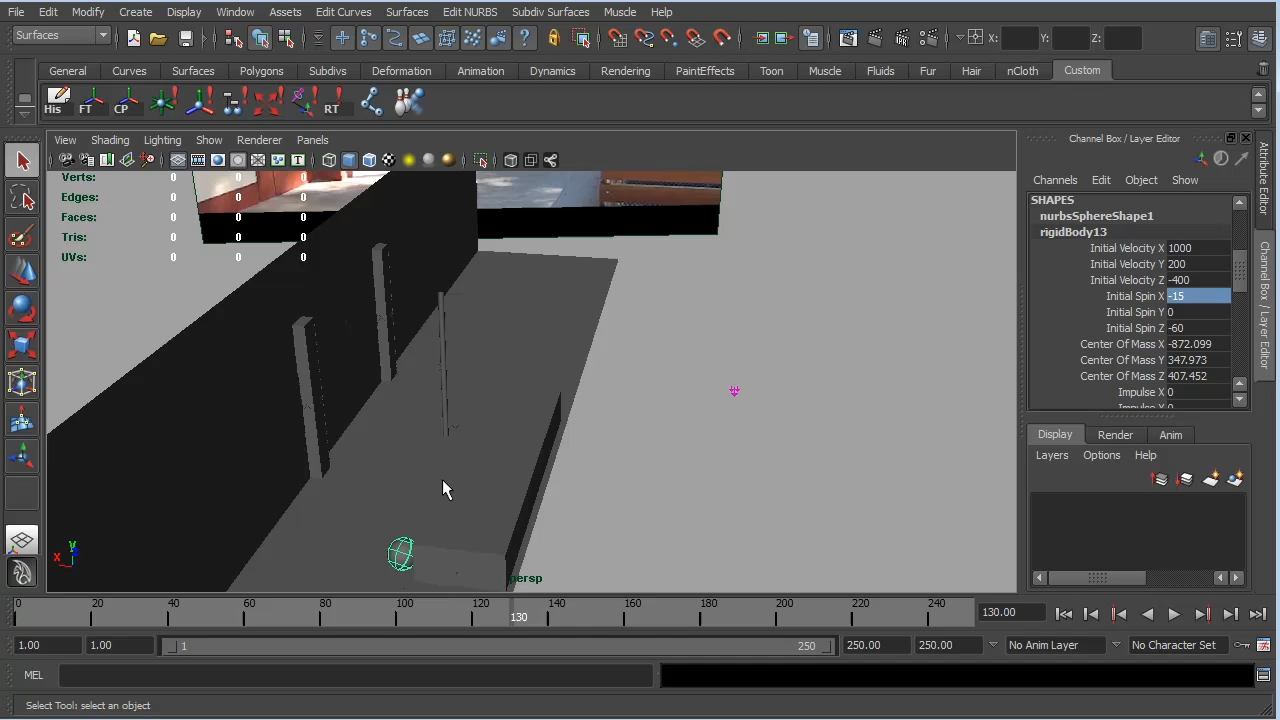 File Edit Modify Create Display Window Assets Edit Curves Surfaces Edit NURBS Subdiv Surfaces Muscle Help
Surfaces X: Y: Z:
General Curves Surfaces Polygons Subdivs Deformation Animation Dynamics Rendering PaintEffects Toon Muscle Fluids Fur Hair nCloth Custom
His FT CP RT
View Shading Lighting Show Renderer Panels
Verts: 0 0 0
Edges: 0 0 0
Faces: 0 0 0
Tris: 0 0 0
UVs: 0 0 0
persp
Channel Box / Layer Editor
Channels Edit Object Show
SHAPES
nurbsSphereShape1
rigidBody13
Initial Velocity X 1000
Initial Velocity Y 200
Initial Velocity Z -400
Initial Spin X -15
Initial Spin Y 0
Initial Spin Z -60
Center Of Mass X -872.099
Center Of Mass Y 347.973
Center Of Mass Z 407.452
Impulse X 0
Display Render Anim
Layers Options Help
Attribute Editor
Channel Box / Layer Editor
0 20 40 60 80 100 120 140 160 180 200 220 240
130
130.00
1.00 1.00 1 250 250.00 250.00 No Anim Layer No Character Set
MEL
Select Tool: select an object